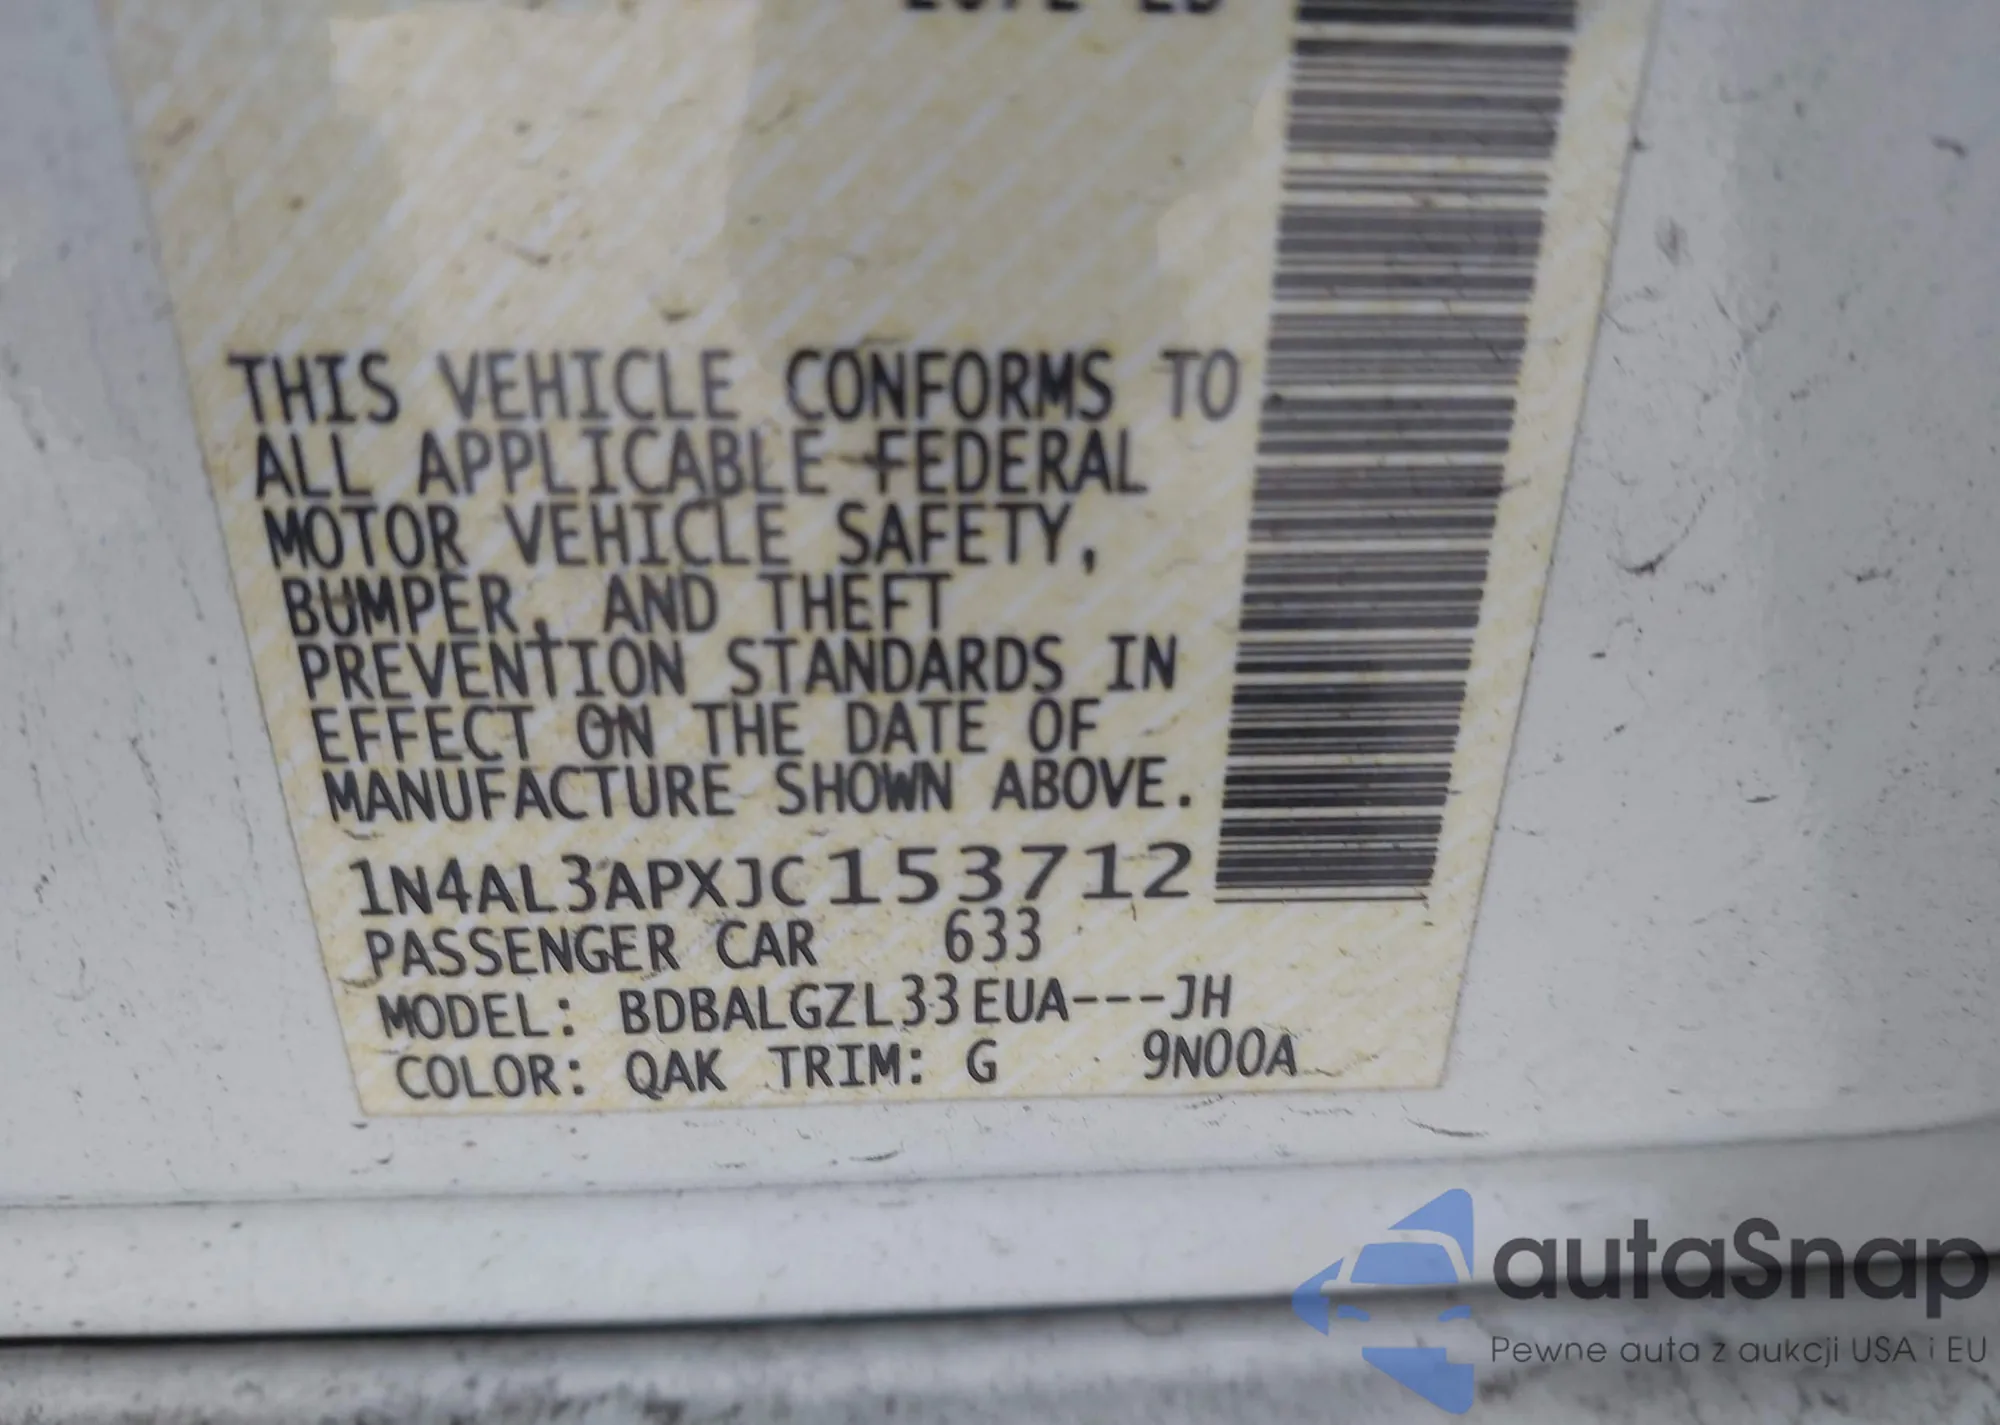 THIS VEHICLE CONFORMS TO
ALL APPLICABLE FEDERAL
MOTOR VEHICLE SAFETY,
BUMPER, AND THEFT
PREVENTION STANDARDS IN
EFFECT ON THE DATE OF
MANUFACTURE SHOWN ABOVE.
1N4AL3APXJC153712
PASSENGER CAR 633
MODEL: BDBALGZL33EUA---JH
COLOR: QAK TRIM: G 9N00A
autaSnap
Pewne auta z aukcji USA i EU